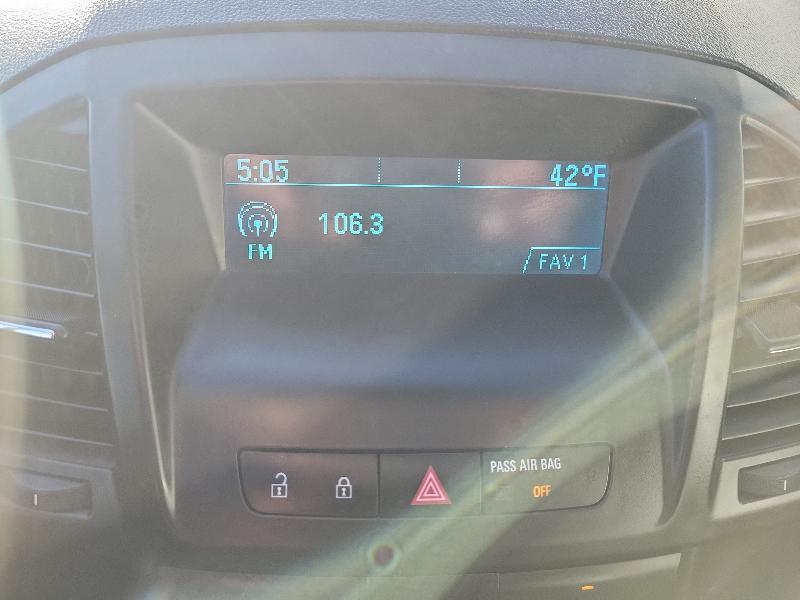 5:05 42°F
106.3
FM
FAV 1
PASS AIR BAG
OFF